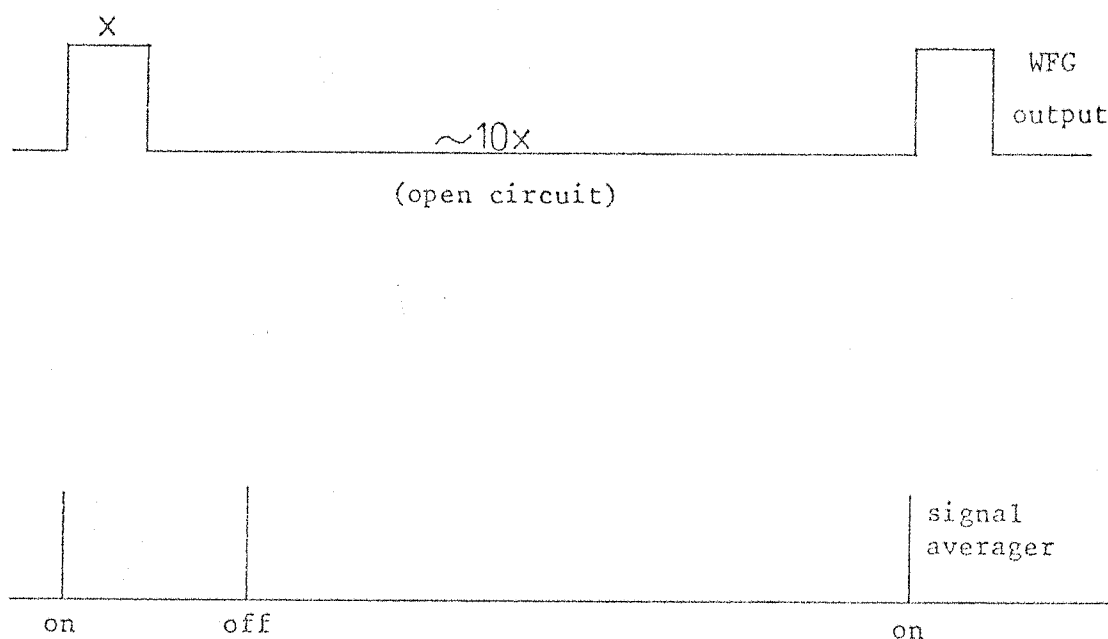 X
WFG
output
~10x
(open circuit)
signal
averager
on
off
on